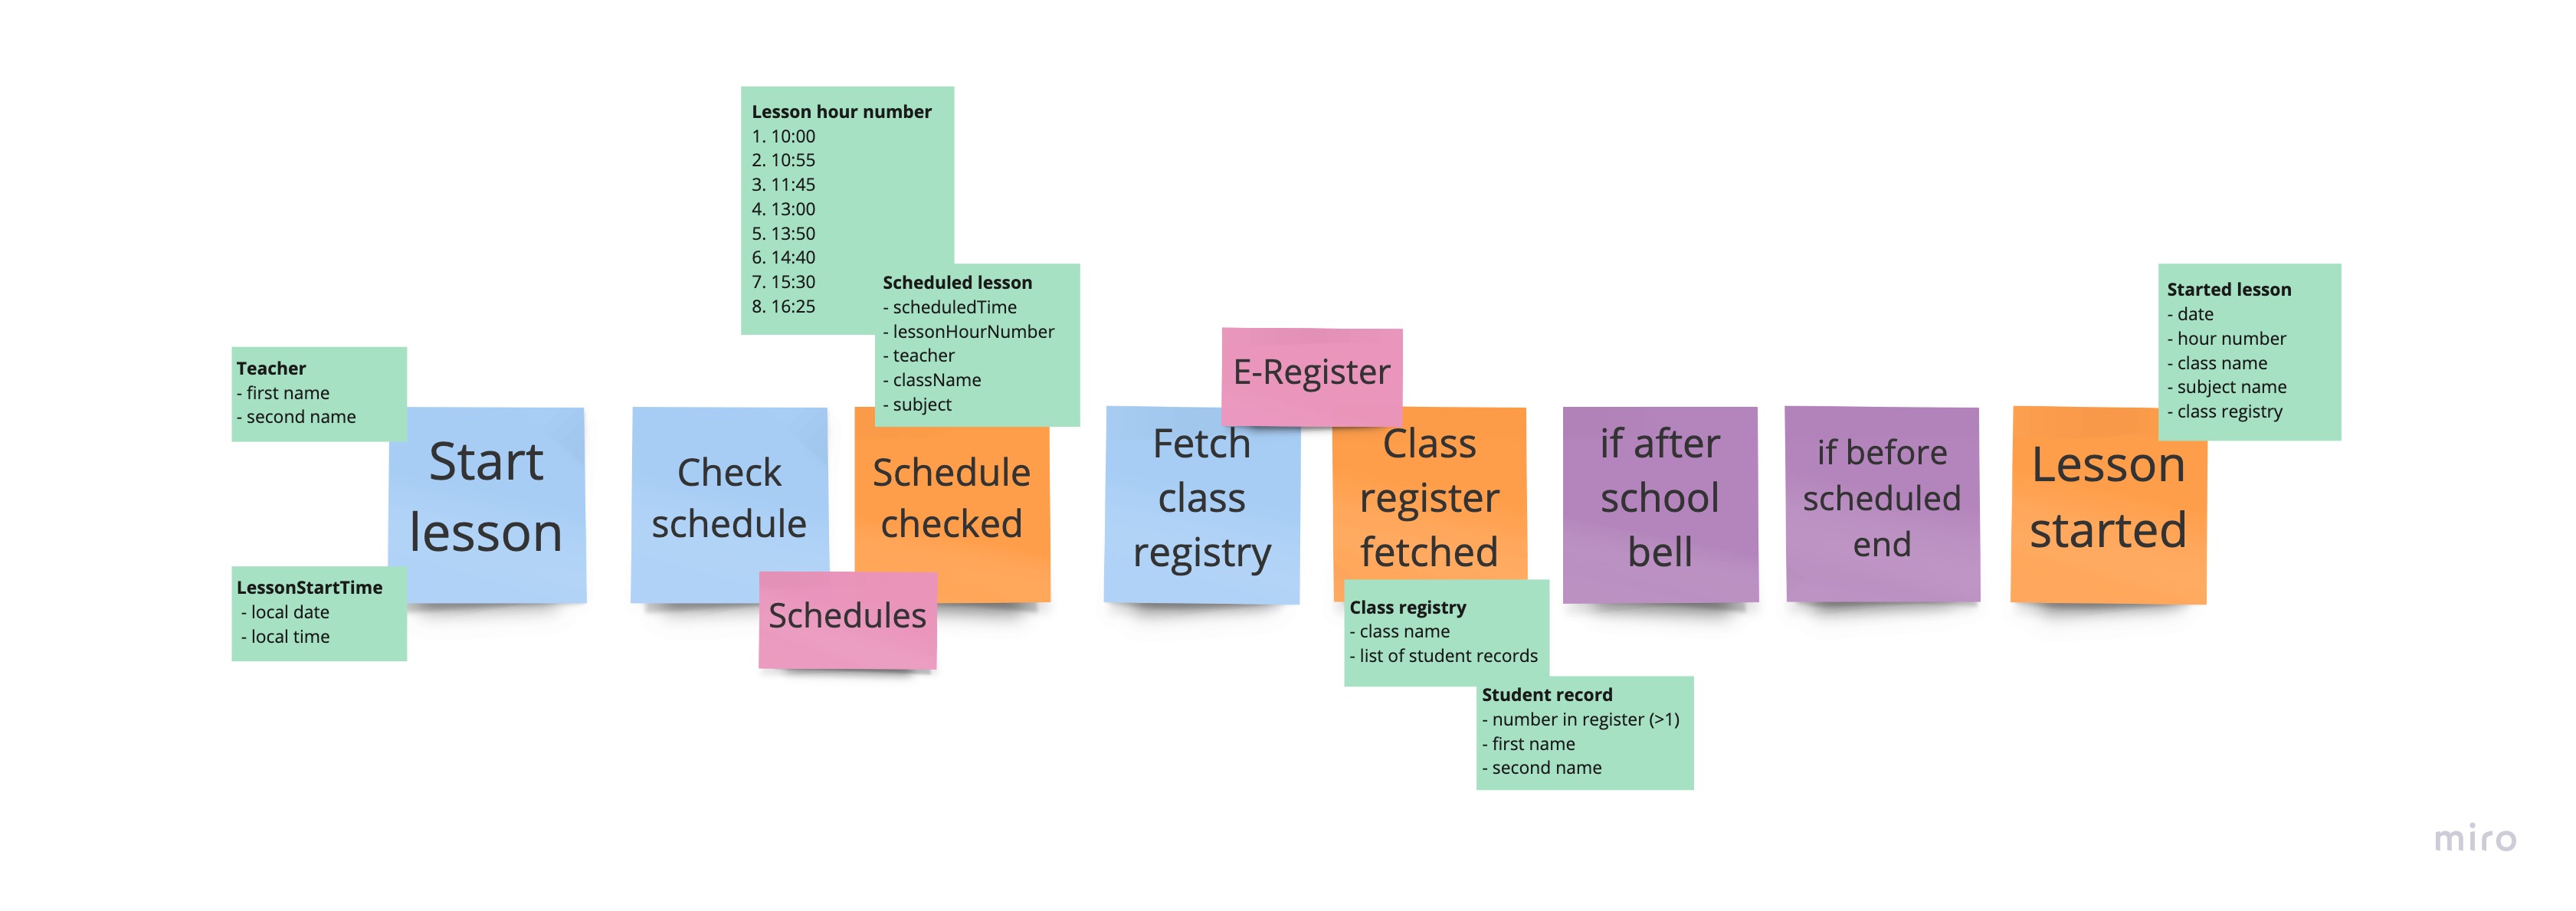 Lesson hour number
1. 10:00
2. 10:55
3. 11:45
4. 13:00
5. 13:50
6. 14:40
7. 15:30
8. 16:25
Scheduled lesson
- scheduledTime
- lessonHourNumber
- teacher
- className
- subject
Teacher
- first name
- second name
LessonStartTime
- local date
- local time
Start
lesson
Check
schedule
Schedule
checked
Schedules
E-Register
Fetch
class
registry
Class
register
fetched
Class registry
- class name
- list of student records
Student record
- number in register (>1)
- first name
- second name
if after
school
bell
if before
scheduled
end
Started lesson
- date
- hour number
- class name
- subject name
- class registry
Lesson
started
miro